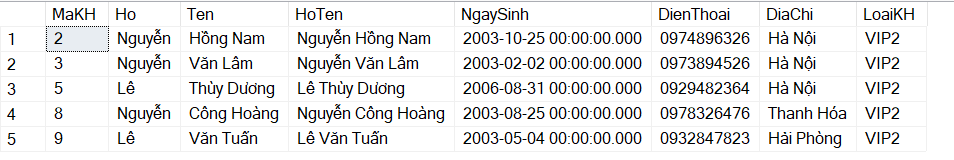 MaKH Ho Ten HoTen NgaySinh DienThoai DiaChi LoaiKH
1 2 Nguyễn Hồng Nam Nguyễn Hồng Nam 2003-10-25 00:00:00.000 0974896326 Hà Nội VIP2
2 3 Nguyễn Văn Lâm Nguyễn Văn Lâm 2003-02-02 00:00:00.000 0973894526 Hà Nội VIP2
3 5 Lê Thùy Dương Lê Thùy Dương 2006-08-31 00:00:00.000 0929482364 Hà Nội VIP2
4 8 Nguyễn Công Hoàng Nguyễn Công Hoàng 2003-08-25 00:00:00.000 0978326476 Thanh Hóa VIP2
5 9 Lê Văn Tuấn Lê Văn Tuấn 2003-05-04 00:00:00.000 0932847823 Hải Phòng VIP2